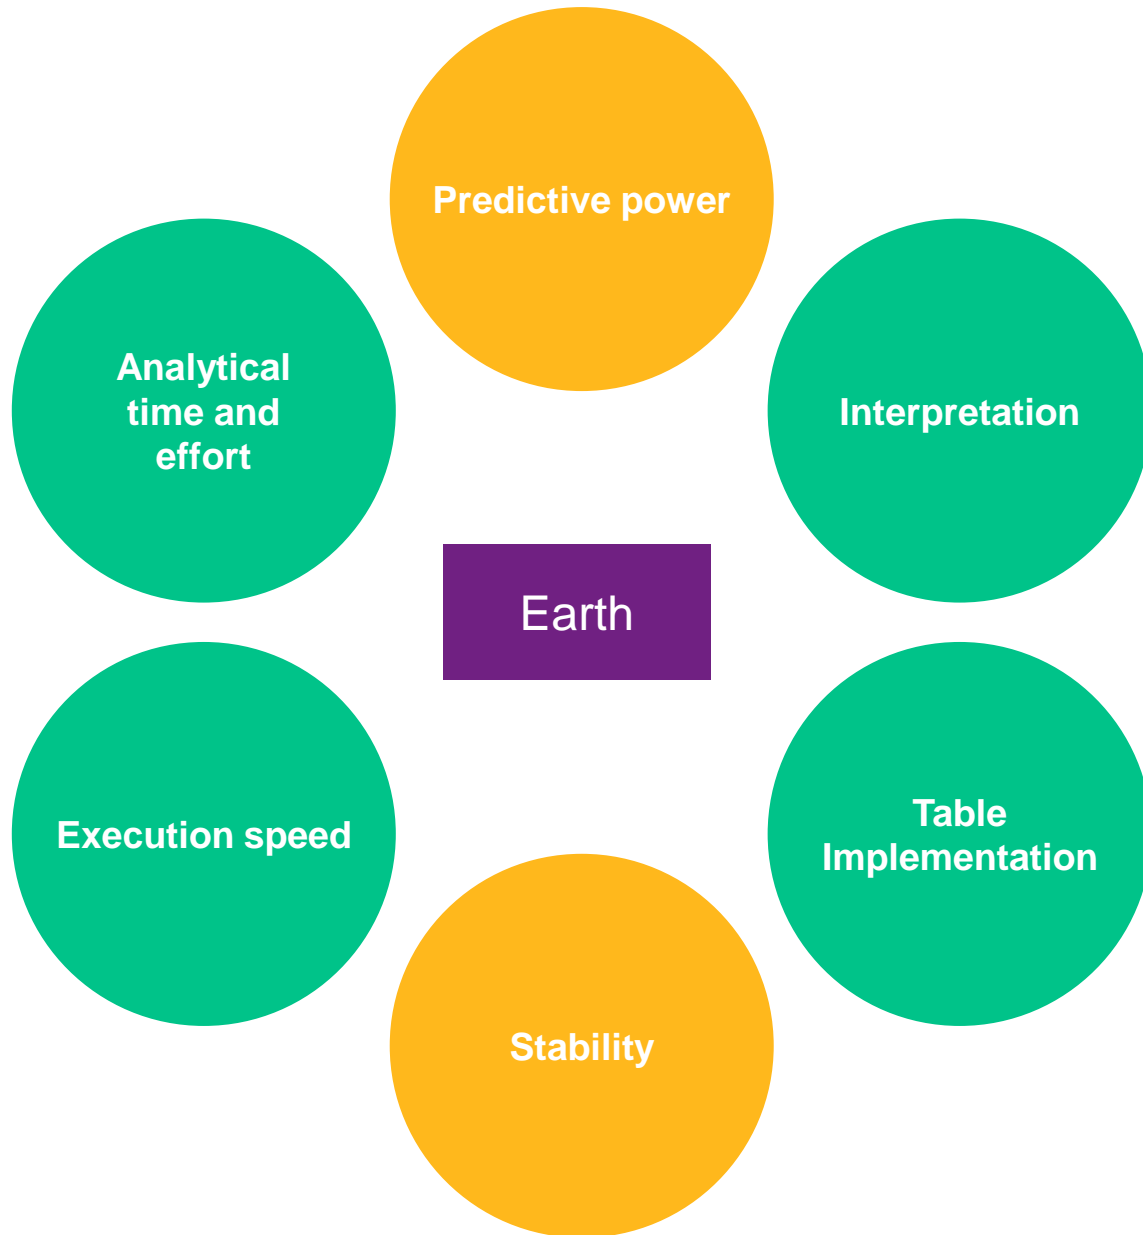 Predictive power
Analytical
time and
effort
Interpretation
Earth
Execution speed
Table
Implementation
Stability